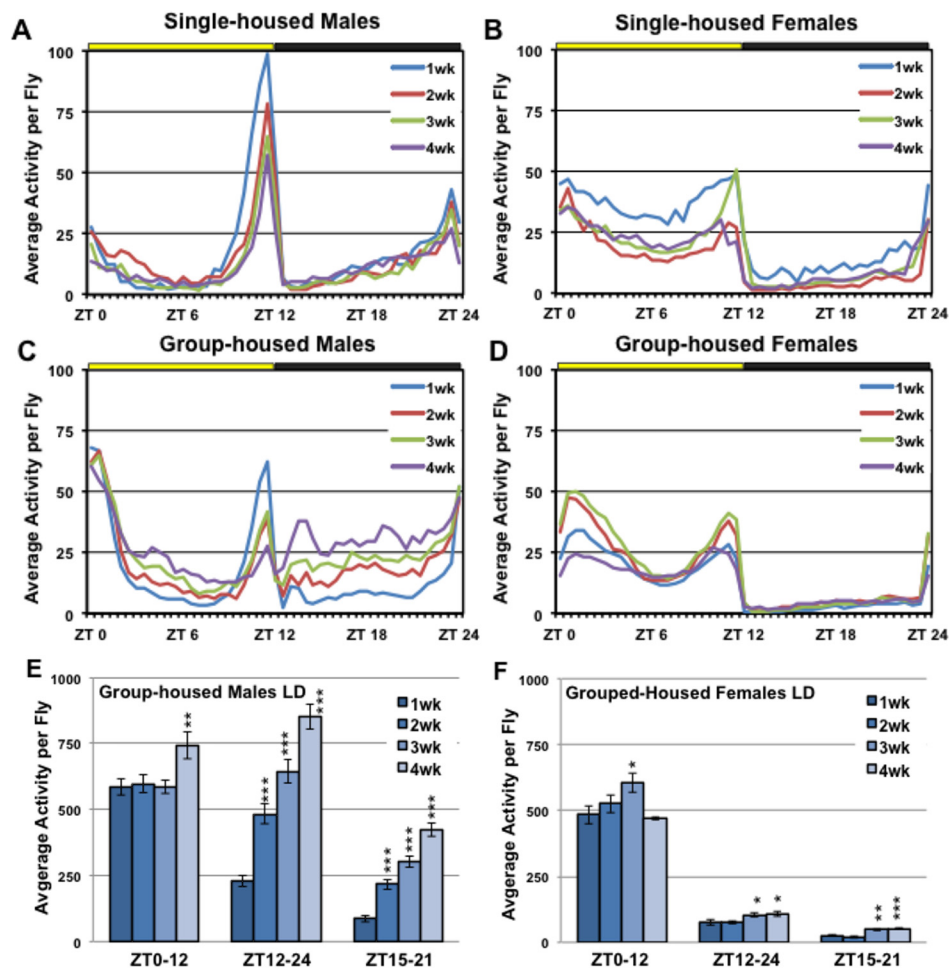 A
Single-housed Males
Average Activity per Fly
100
75
50
25
0
1wk
2wk
3wk
4wk
ZT 0
ZT 6
ZT 12
ZT 18
ZT 24
B
Single-housed Females
Average Activity per Fly
100
75
50
25
0
1wk
2wk
3wk
4wk
ZT 0
ZT 6
ZT 12
ZT 18
ZT 24
C
Group-housed Males
Average Activity per Fly
100
75
50
25
0
1wk
2wk
3wk
4wk
ZT 0
ZT 6
ZT 12
ZT 18
ZT 24
D
Group-housed Females
Average Activity per Fly
100
75
50
25
0
1wk
2wk
3wk
4wk
ZT 0
ZT 6
ZT 12
ZT 18
ZT 24
E
Group-housed Males LD
Avgerage Activity per Fly
1000
750
500
250
0
1wk
2wk
3wk
4wk
**
***
***
***
***
***
***
ZT0-12
ZT12-24
ZT15-21
F
Grouped-Housed Females LD
Avgerage Activity per Fly
1000
750
500
250
0
1wk
2wk
3wk
4wk
*
*
*
**
***
ZT0-12
ZT12-24
ZT15-21